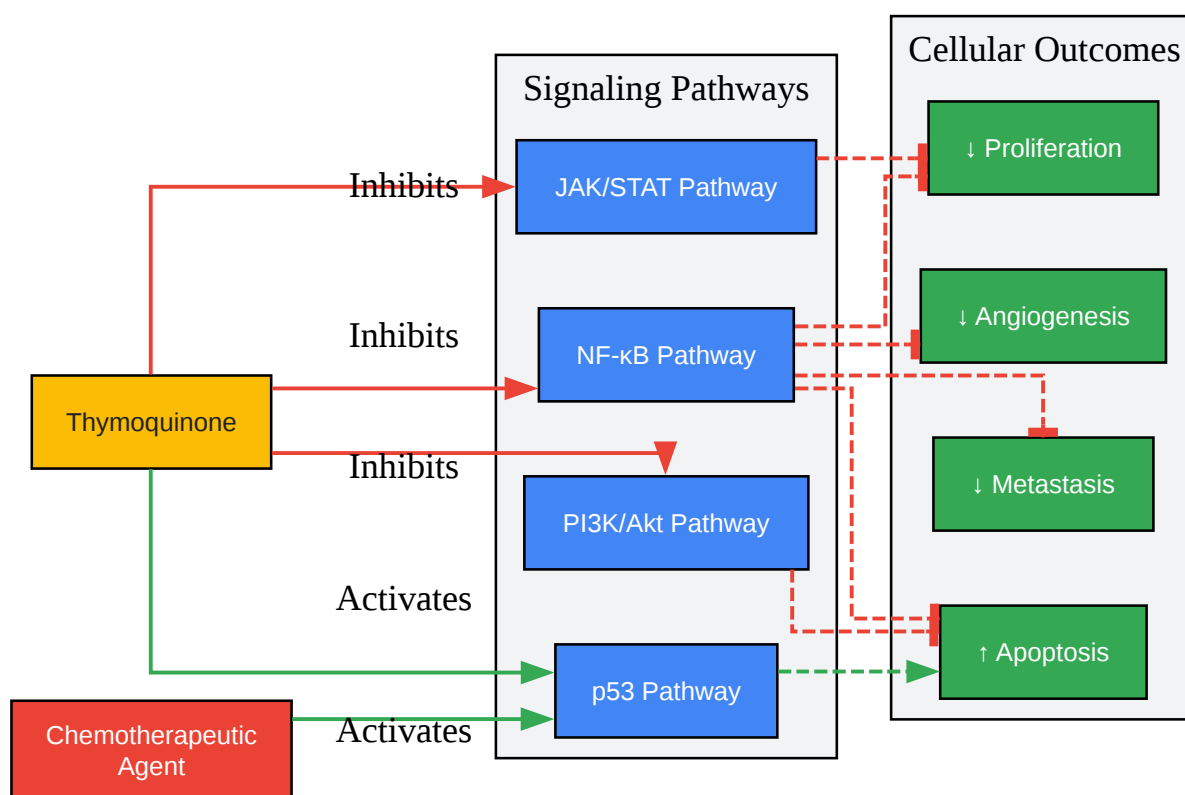 Cellular Outcomes
Signaling Pathways
↓ Proliferation
Inhibits
JAK/STAT Pathway
↓ Angiogenesis
Inhibits
NF-κB Pathway
Thymoquinone
Inhibits
↓ Metastasis
PI3K/Akt Pathway
Activates
↑ Apoptosis
p53 Pathway
Activates
Chemotherapeutic
Agent